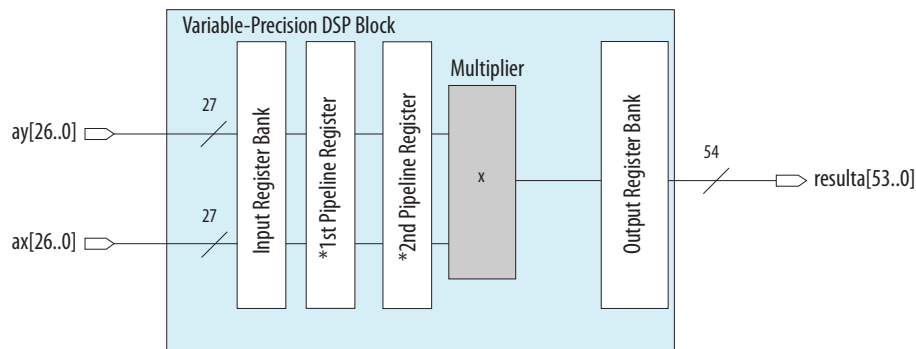 Variable-Precision DSP Block
Multiplier
27
ay[26..0]
27
ax[26..0]
Input Register Bank
*1st Pipeline Register
*2nd Pipeline Register
x
Output Register Bank
54
resulta[53..0]